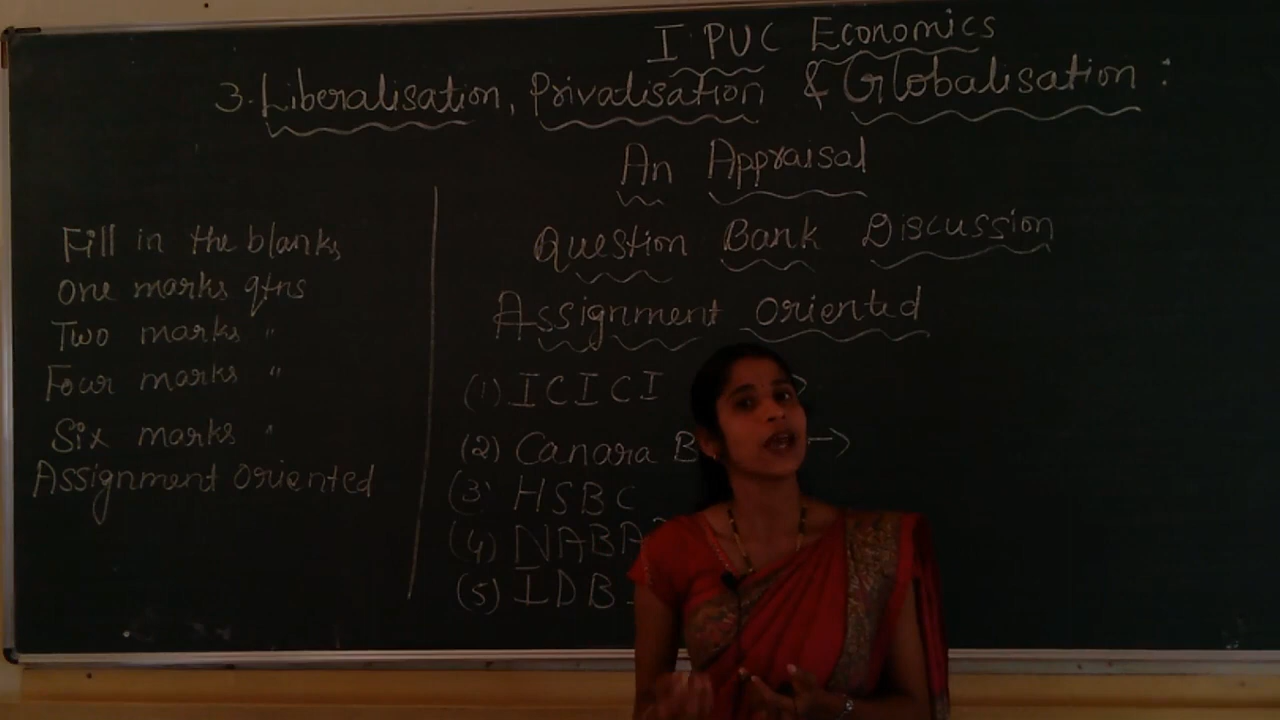 I PUC Economics
3. Liberalisation, Privatisation & Globalisation :
An Appraisal
Question Bank Discussion
Assignment oriented
(1) ICICI
(2) Canara
(3) HSBC
(4)
(5)
Fill in the blanks
One marks qtns
Two marks "
Four marks "
Six marks "
Assignment oriented